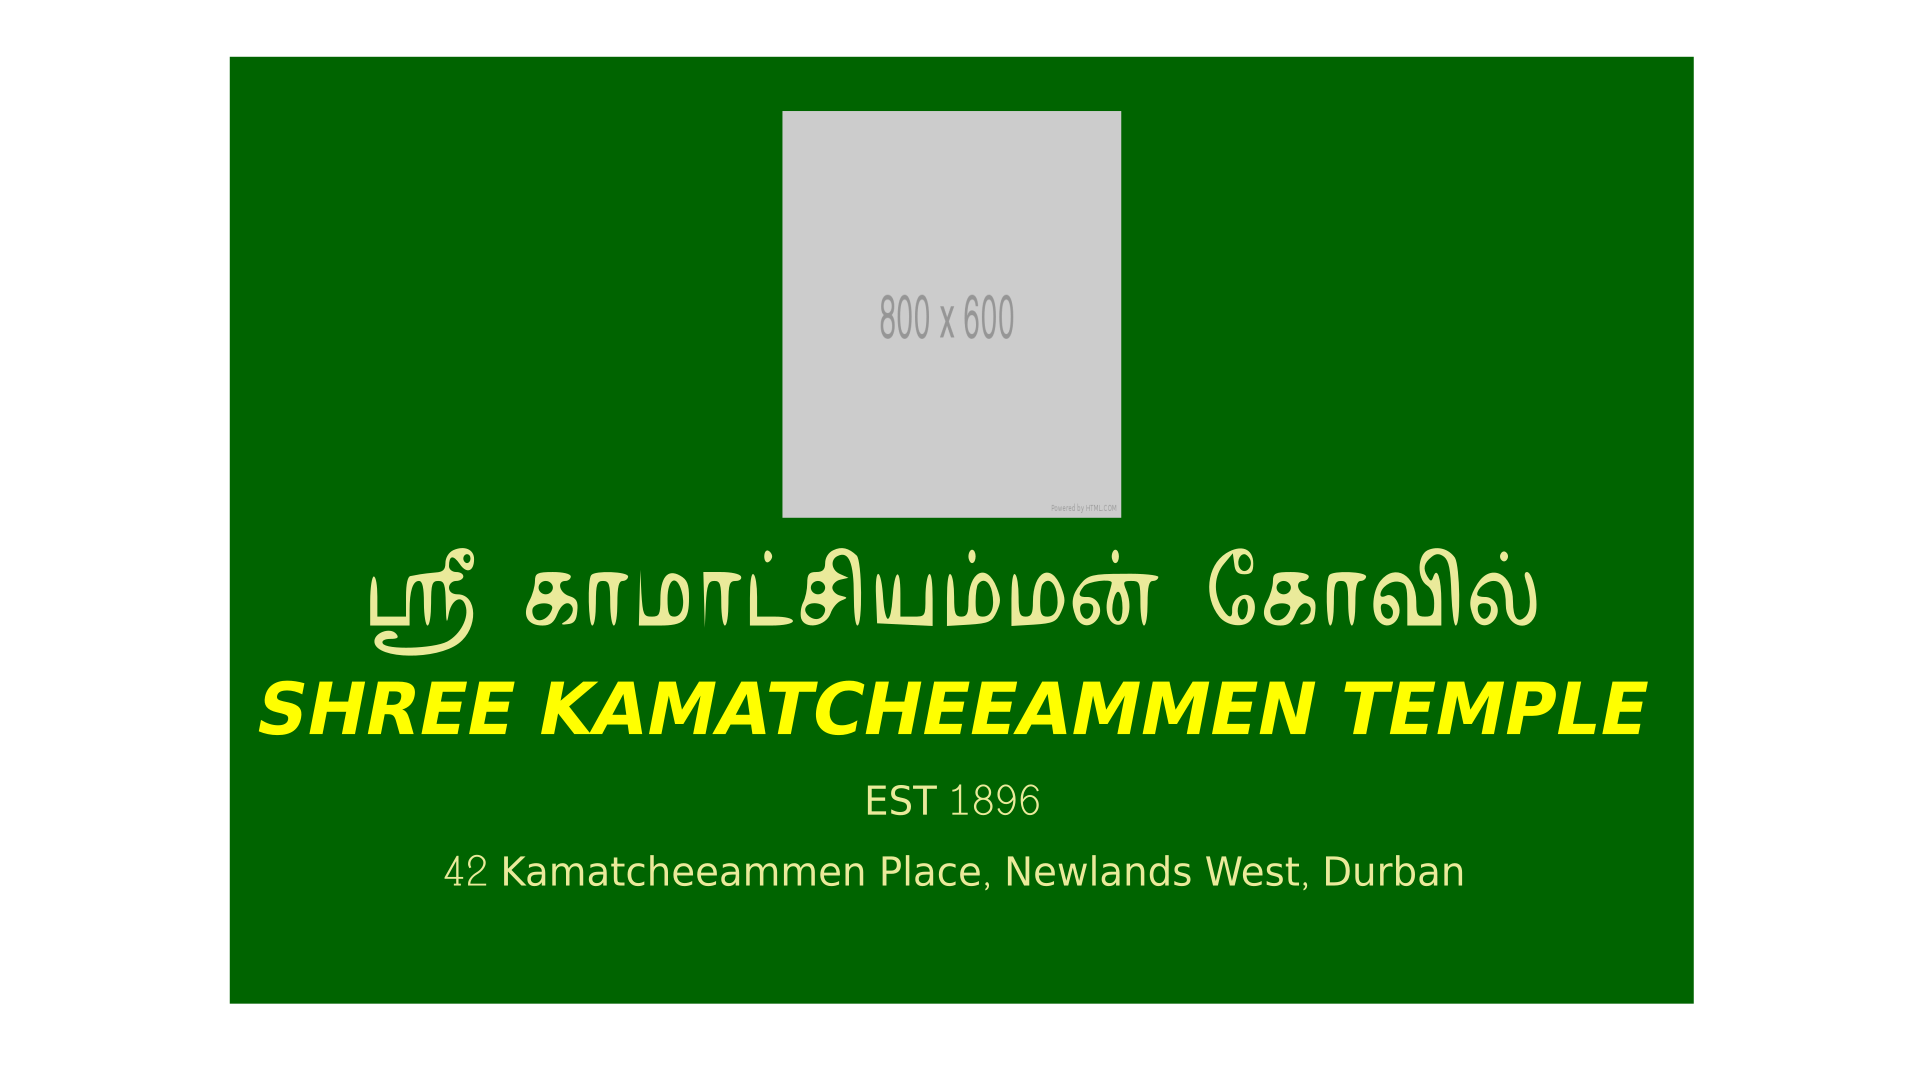 800 x 600
Powered by HTML.COM
ஸ்ரீ காமாட்சியம்மன் கோவில்
SHREE KAMATCHEEAMMEN TEMPLE
EST 1896
42 Kamatcheeammen Place, Newlands West, Durban